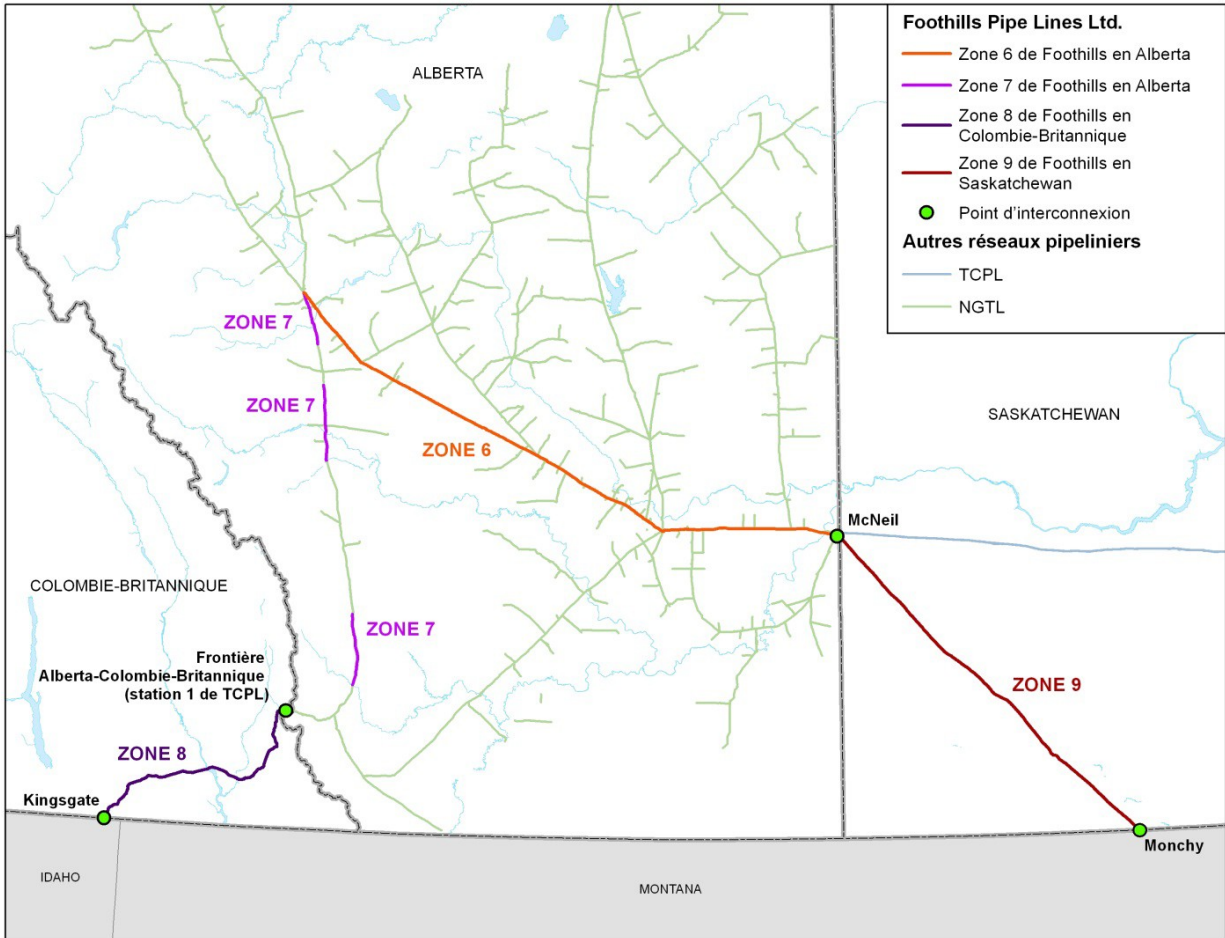 Foothills Pipe Lines Ltd.
Zone 6 de Foothills en Alberta
Zone 7 de Foothills en Alberta
Zone 8 de Foothills en
Colombie-Britannique
Zone 9 de Foothills en
Saskatchewan
Point d'interconnexion
Autres réseaux pipeliniers
TCPL
NGTL
ALBERTA
ZONE 7
ZONE 7
ZONE 6
SASKATCHEWAN
McNeil
COLOMBIE-BRITANNIQUE
ZONE 7
Frontière
Alberta-Colombie-Britannique
(station 1 de TCPL)
ZONE 9
ZONE 8
Kingsgate
Monchy
IDAHO
MONTANA